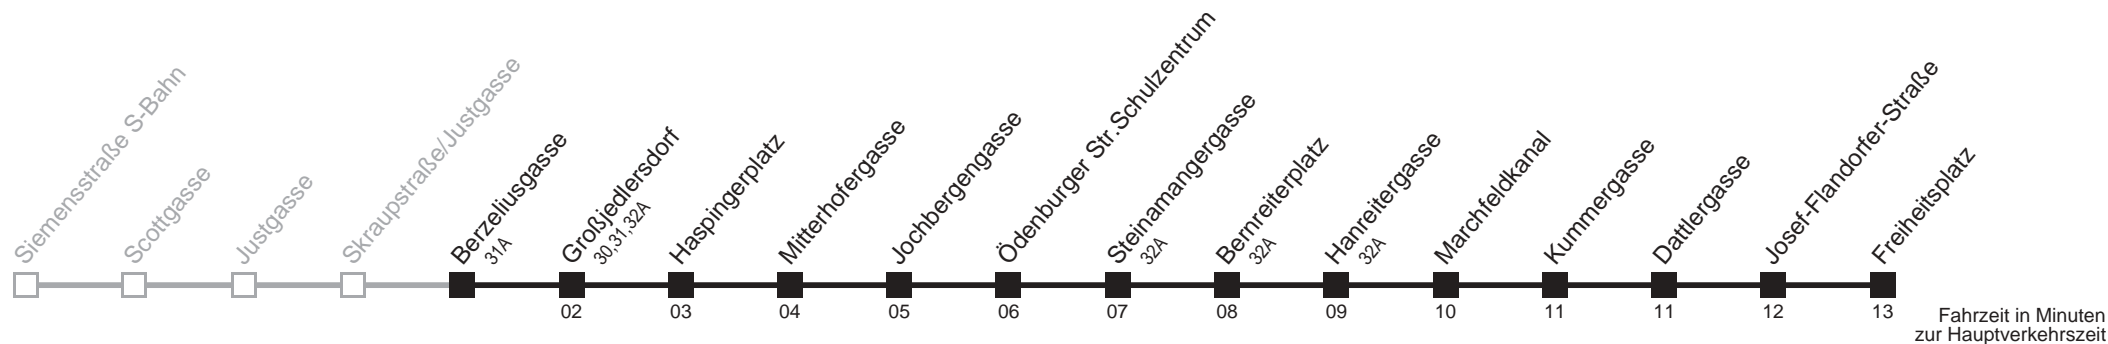 Siemensstraße S-Bahn
Scottgasse
Justgasse
Skraupstraße/Justgasse
Berzeliusgasse
31A
Großjedlersdorf
30,31,32A
Haspingerplatz
Mitterhofergasse
Jochbergengasse
Ödenburger Str.Schulzentrum
Steinamangergasse
32A
Bernreiterplatz
32A
Hanreitergasse
32A
Marchfeldkanal
Kummergasse
Dattlergasse
Josef-Flandorfer-Straße
Freiheitsplatz
02
03
04
05
06
07
08
09
10
11
11
12
13
Fahrzeit in Minuten
zur Hauptverkehrszeit